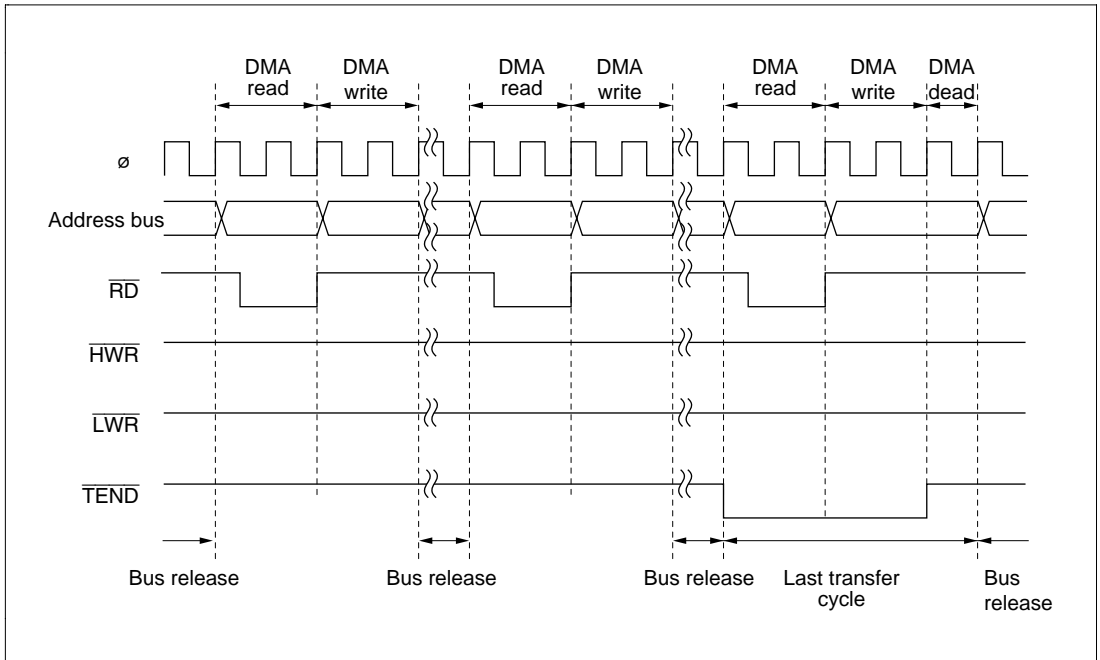 DMA read
DMA write
DMA read
DMA write
DMA read
DMA write
DMA dead
ø
Address bus
RD
HWR
LWR
TEND
Bus release
Bus release
Bus release
Last transfer
cycle
Bus
release